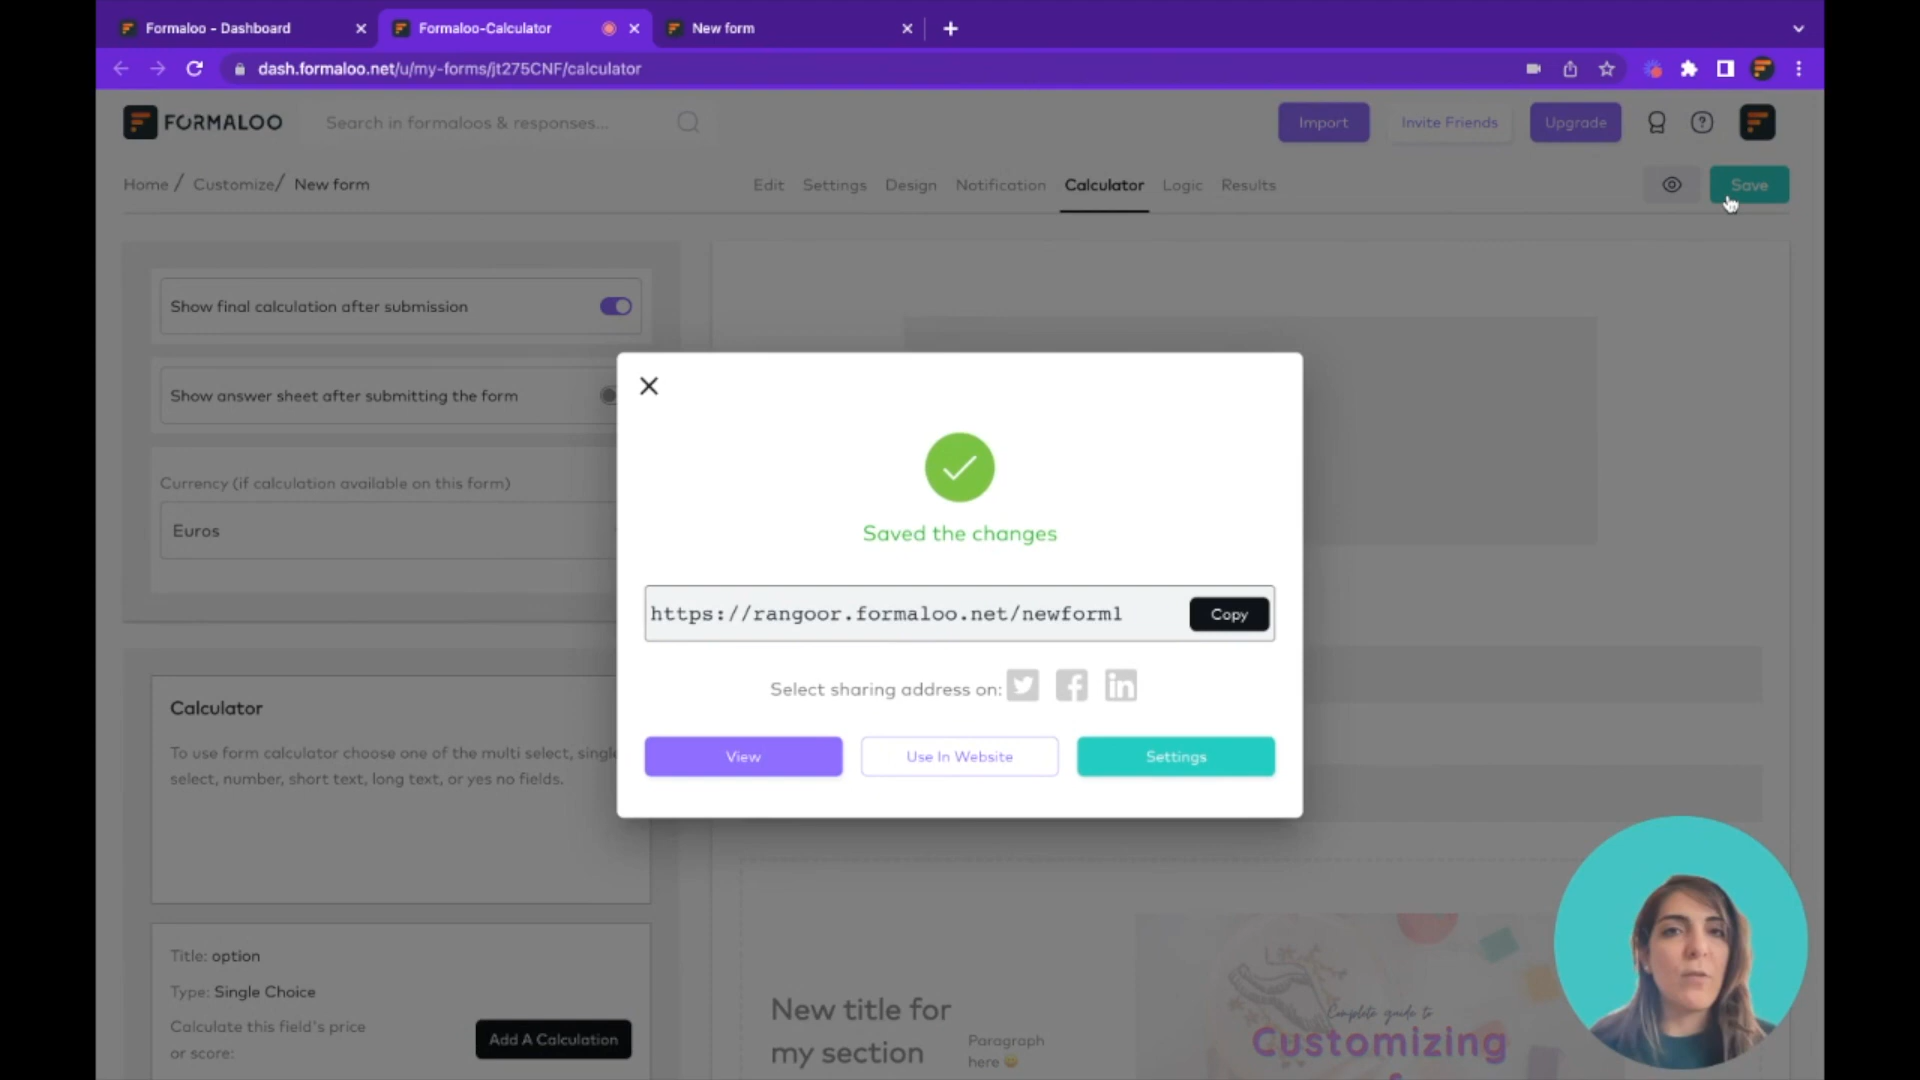 Formaloo - Dashboard
Formaloo-Calculator
New form
dash.formaloo.net/u/my-forms/jt275CNF/calculator
FORMALOO
Search in formaloos & responses...
Import
Invite Friends
Upgrade
Home / Customize/ New form
Edit
Settings
Design
Notification
Calculator
Logic
Results
Save
Show final calculation after submission
Show answer sheet after submitting the form
Currency (if calculation available on this form)
Euros
Saved the changes
https://rangoor.formaloo.net/newform1
Copy
Select sharing address on:
View
Use In Website
Settings
Calculator
To use form calculator choose one of the multi select, single
select, number, short text, long text, or yes no fields.
Title: option
Type: Single Choice
Calculate this field's price
or score:
Add A Calculation
New title for
my section
Paragraph
here 😀
Complete guide to
Customizing